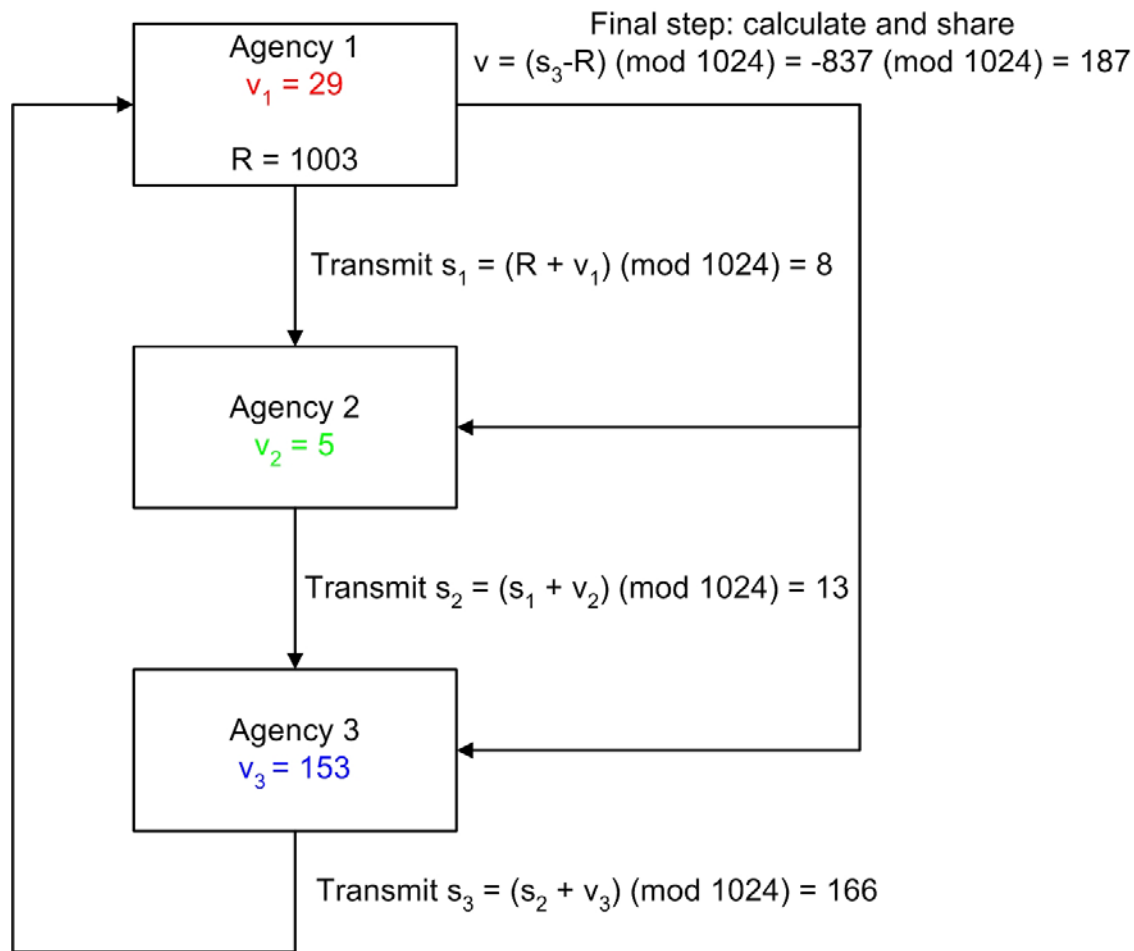 Agency 1
v₁ = 29
R = 1003
Final step: calculate and share
v = (s₃-R) (mod 1024) = -837 (mod 1024) = 187
Transmit s₁ = (R + v₁) (mod 1024) = 8
Agency 2
v₂ = 5
Transmit s₂ = (s₁ + v₂) (mod 1024) = 13
Agency 3
v₃ = 153
Transmit s₃ = (s₂ + v₃) (mod 1024) = 166